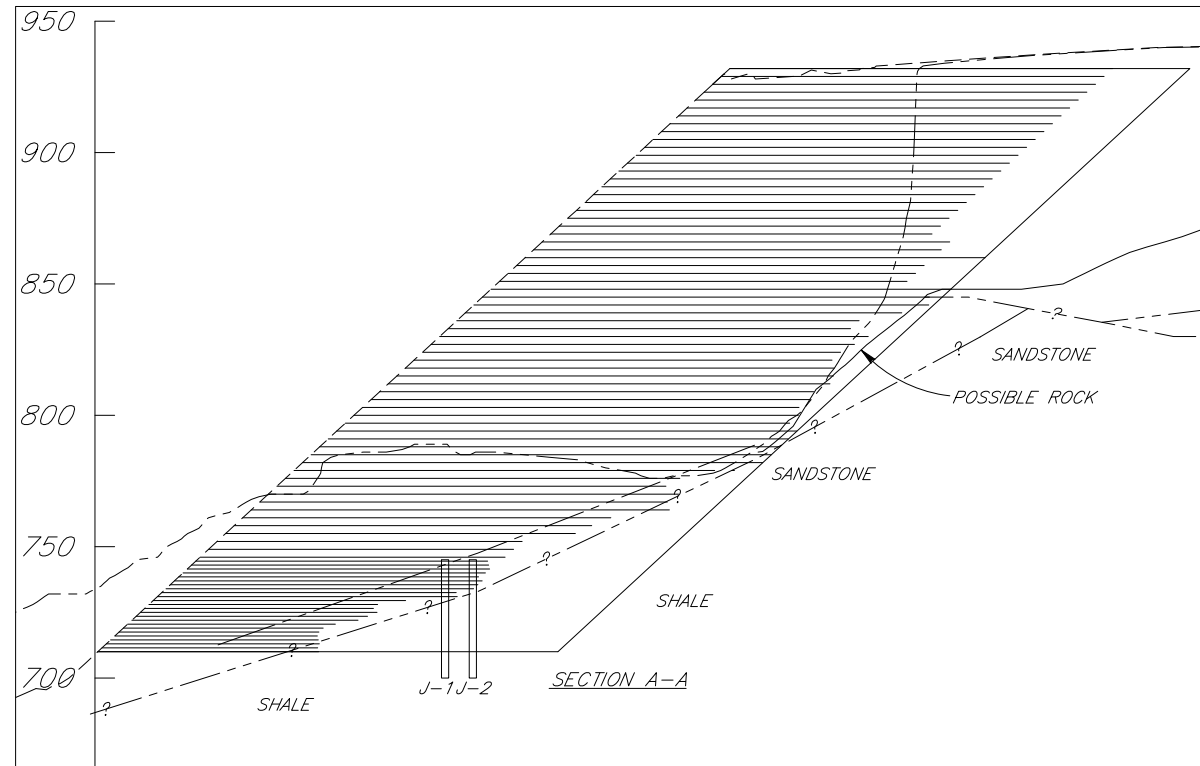 950
900
850
800
750
700
?
SANDSTONE
?
POSSIBLE ROCK
?
SANDSTONE
?
?
SHALE
?
?
J-1 J-2
SECTION A-A
SHALE
?